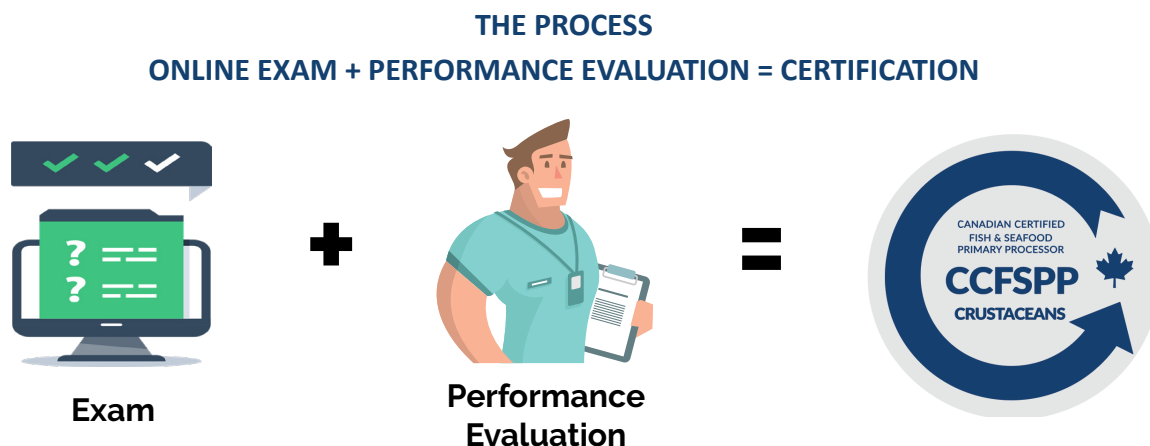 THE PROCESS
ONLINE EXAM + PERFORMANCE EVALUATION = CERTIFICATION
? 
?
+
=
CANADIAN CERTIFIED
FISH & SEAFOOD
PRIMARY PROCESSOR
CCFSPP
CRUSTACEANS
Exam
Performance
Evaluation